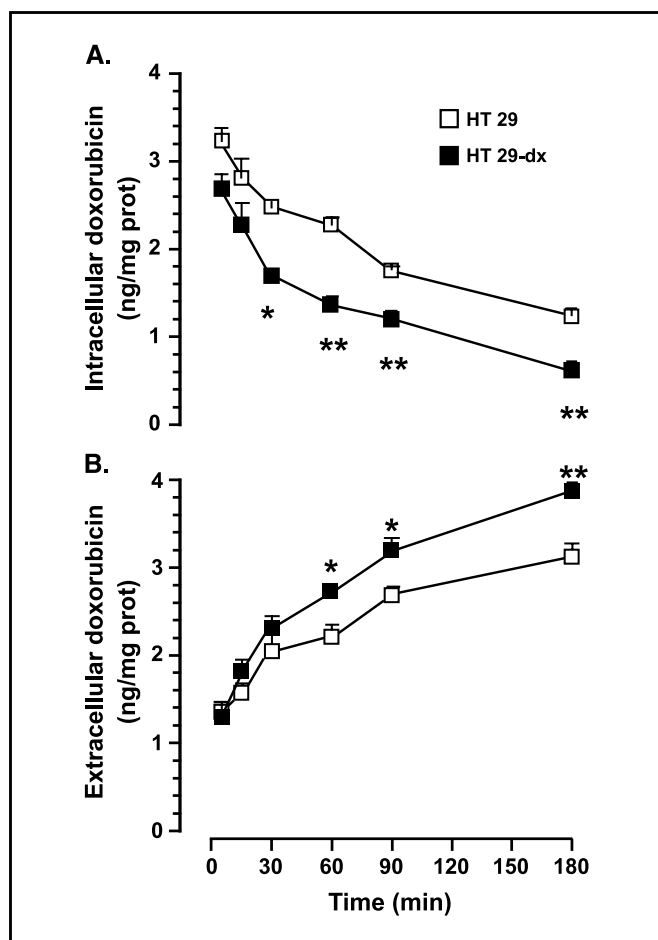 A.
4
3
2
1
0
Intracellular doxorubicin
(ng/mg prot)
HT 29
HT 29-dx
*
**
**
**
B.
4
3
2
1
0
Extracellular doxorubicin
(ng/mg prot)
*
*
**
0 30 60 90 120 150 180
Time (min)